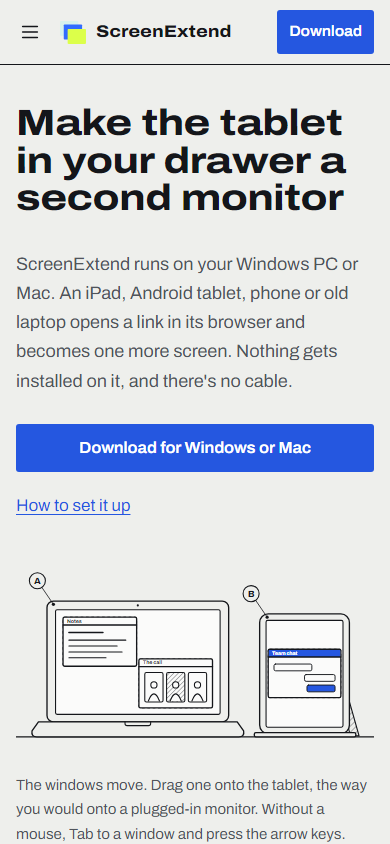 ScreenExtend
Download
Make the tablet
in your drawer a
second monitor
ScreenExtend runs on your Windows PC or
Mac. An iPad, Android tablet, phone or old
laptop opens a link in its browser and
becomes one more screen. Nothing gets
installed on it, and there's no cable.
Download for Windows or Mac
How to set it up
A
B
Notes
Team chat
The call
The windows move. Drag one onto the tablet, the way
you would onto a plugged-in monitor. Without a
mouse, Tab to a window and press the arrow keys.